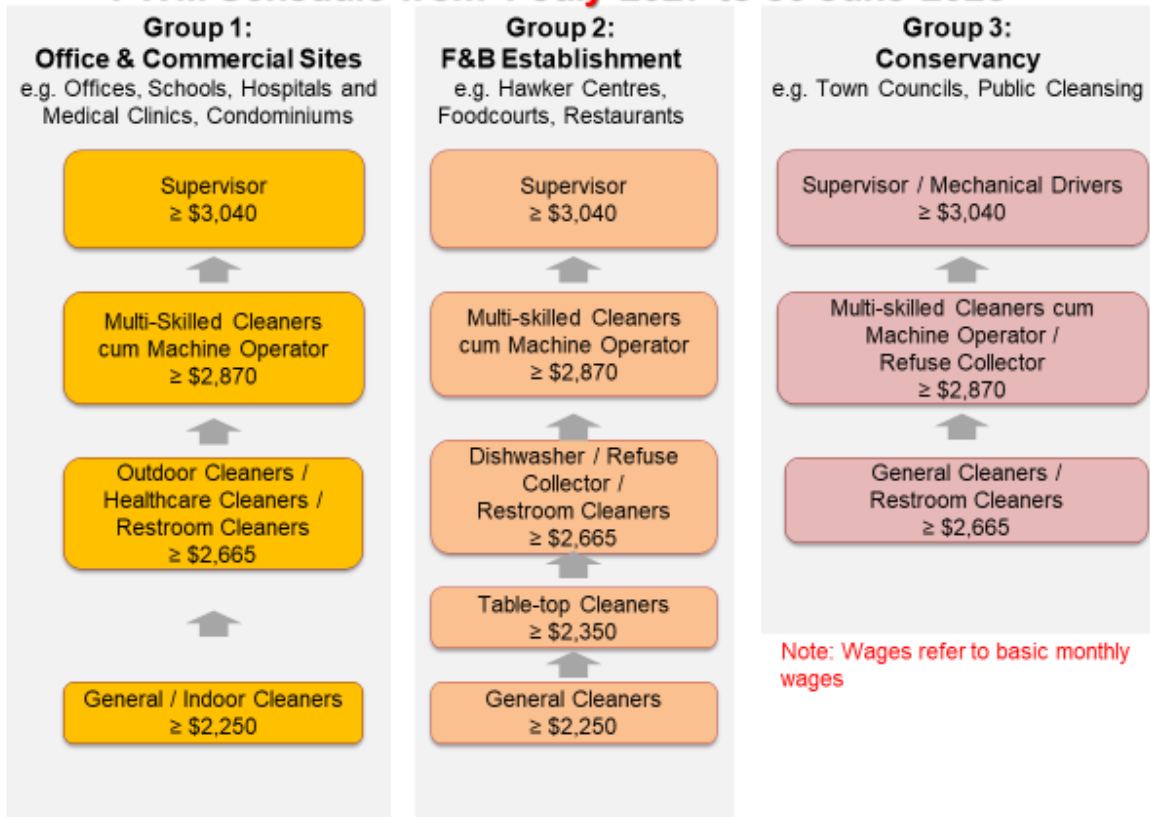 Group 1:
Office & Commercial Sites
e.g. Offices, Schools, Hospitals and
Medical Clinics, Condominiums
Supervisor
≥ $3,040
Multi-Skilled Cleaners
cum Machine Operator
≥ $2,870
Outdoor Cleaners /
Healthcare Cleaners /
Restroom Cleaners
≥ $2,665
General / Indoor Cleaners
≥ $2,250
Group 2:
F&B Establishment
e.g. Hawker Centres,
Foodcourts, Restaurants
Supervisor
≥ $3,040
Multi-skilled Cleaners
cum Machine Operator
≥ $2,870
Dishwasher / Refuse
Collector /
Restroom Cleaners
≥ $2,665
Table-top Cleaners
≥ $2,350
General Cleaners
≥ $2,250
Group 3:
Conservancy
e.g. Town Councils, Public Cleansing
Supervisor / Mechanical Drivers
≥ $3,040
Multi-skilled Cleaners cum
Machine Operator /
Refuse Collector
≥ $2,870
General Cleaners /
Restroom Cleaners
≥ $2,665
Note: Wages refer to basic monthly
wages